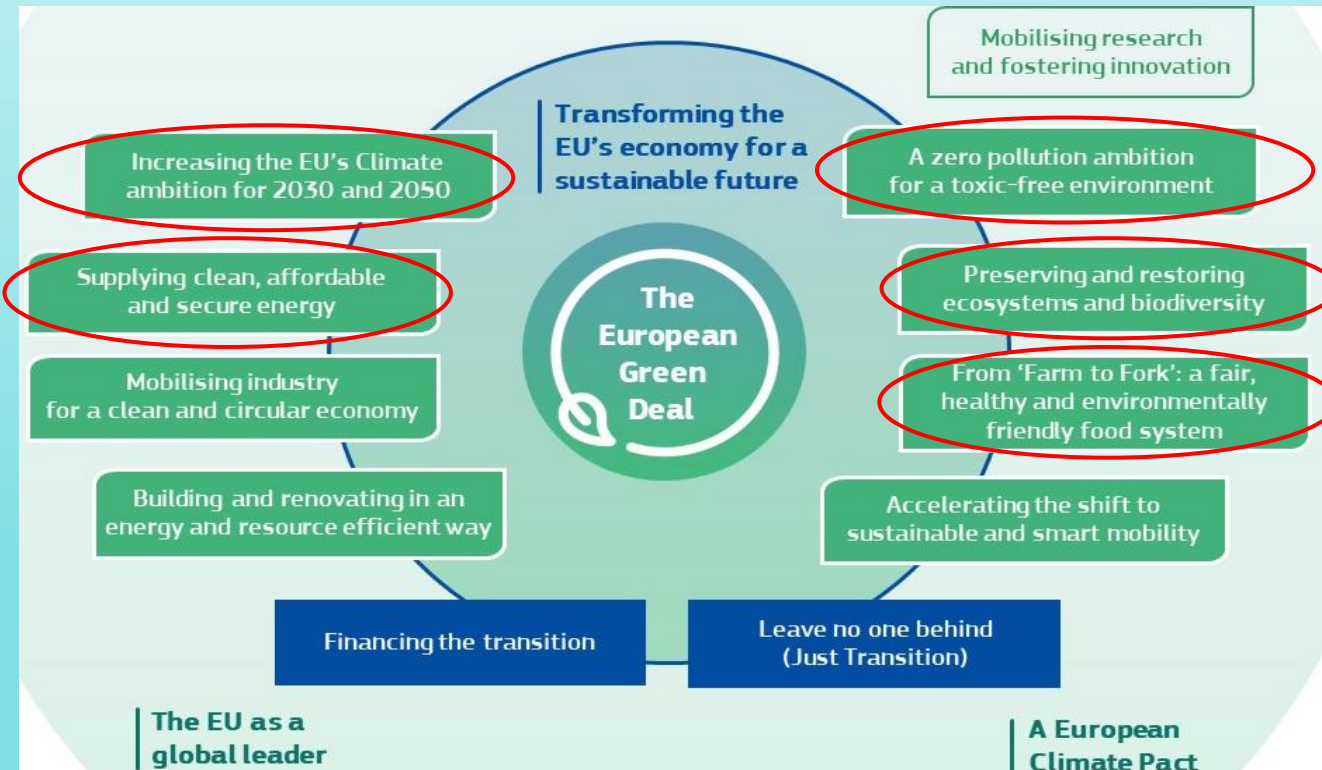 Mobilising research
and fostering innovation
Transforming the
EU's economy for a
sustainable future
Increasing the EU's Climate
ambition for 2030 and 2050
A zero pollution ambition
for a toxic-free environment
Supplying clean, affordable
and secure energy
Preserving and restoring
ecosystems and biodiversity
The
European
Green
Deal
Mobilising industry
for a clean and circular economy
From ‘Farm to Fork’: a fair,
healthy and environmentally
friendly food system
Building and renovating in an
energy and resource efficient way
Accelerating the shift to
sustainable and smart mobility
Financing the transition
Leave no one behind
(Just Transition)
The EU as a
global leader
A European
Climate Pact